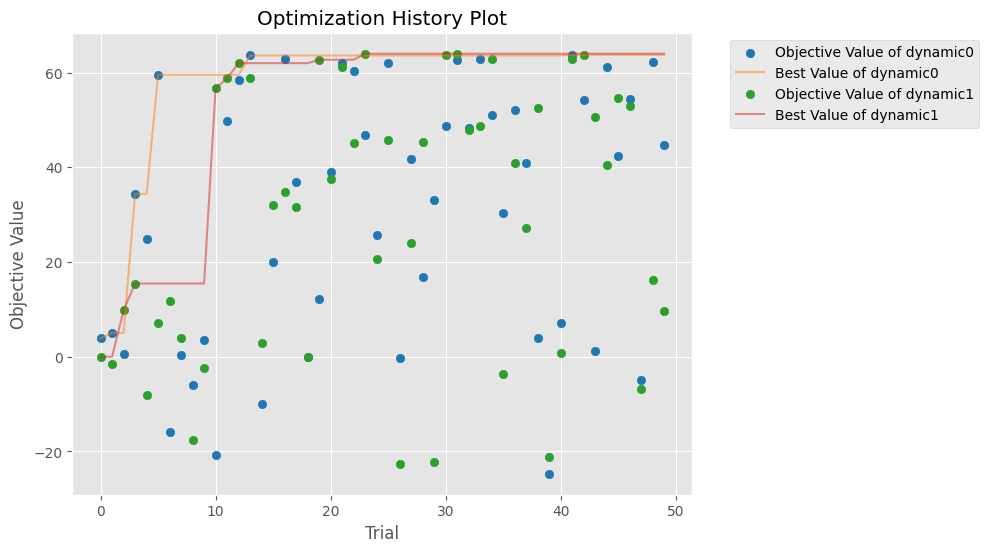 Optimization History Plot
Objective Value of dynamic0
Best Value of dynamic0
Objective Value of dynamic1
Best Value of dynamic1
Objective Value
60
40
20
0
−20
0 10 20 30 40 50
Trial